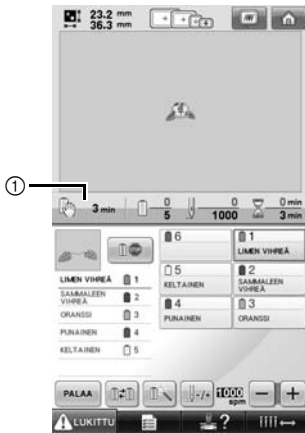 23.2 mm
36.3 mm
①
3 min
0
5
0
1000
0 min
3 min
LIMEN VIHREÄ 1
SAMMALEEN VIHREÄ 2
ORANSSI 3
PUNAINEN 4
KELTAINEN 5
6
1
LIMEN VIHREÄ
5
KELTAINEN
2
SAMMALEEN
VIHREÄ
4
PUNAINEN
3
ORANSSI
PALAA
-/+
1000
spm
−
+
LUKITTU
?